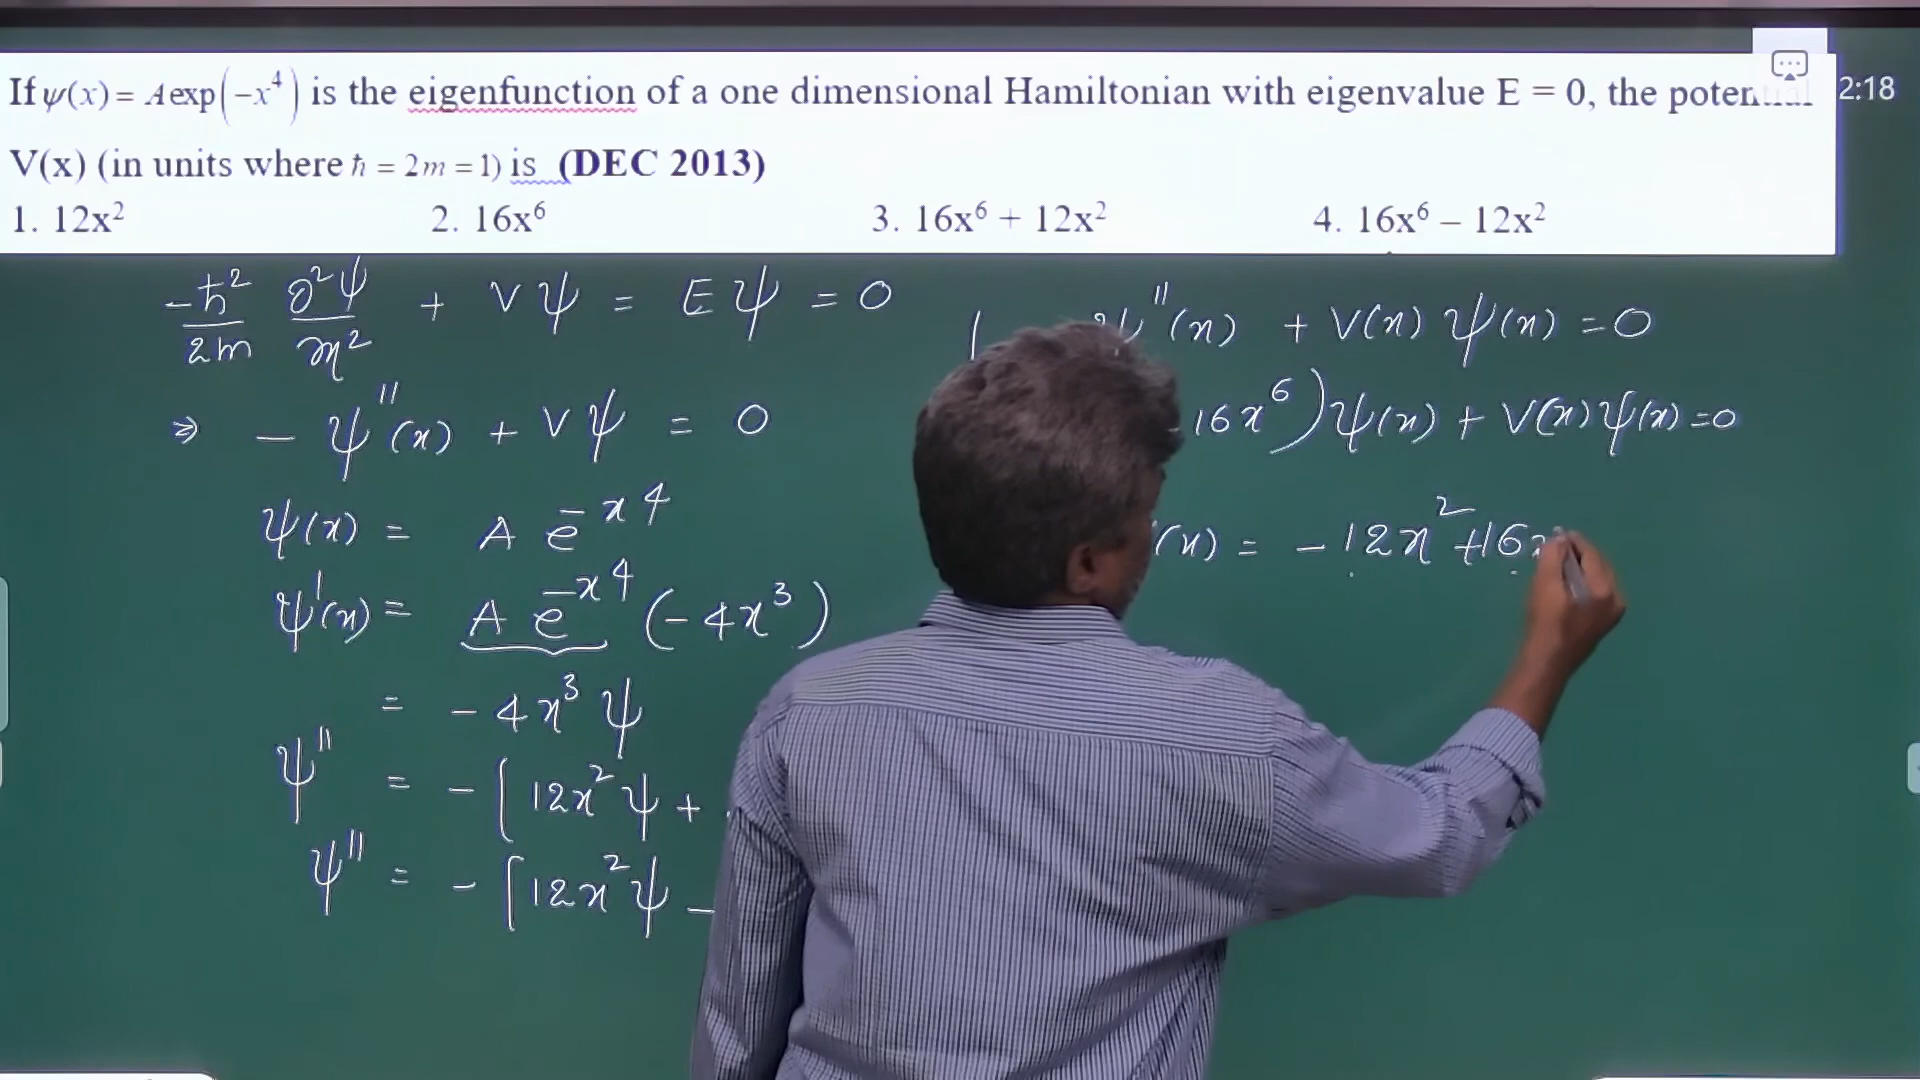 If ψ(x) = A exp(−x⁴) is the eigenfunction of a one dimensional Hamiltonian with eigenvalue E = 0, the
2:18
V(x) (in units where ħ = 2m = 1) is (DEC 2013)
1. 12x² 2. 16x⁶ 3. 16x⁶ + 12x² 4. 16x⁶ – 12x²
-ħ²/2m ∂²ψ/∂x² + Vψ = Eψ = 0
⇒ - ψ''(x) + Vψ = 0
ψ(x) = A e^{-x⁴}
ψ'(x) = A e^{-x⁴} (-4x³)
= -4x³ψ
ψ'' = -[12x²ψ +
ψ'' = -[12x²ψ -
ψ''(x) + V(x) ψ(x) = 0
16x⁶)ψ(x) + V(x)ψ(x) = 0
(x) = -12x² + 16